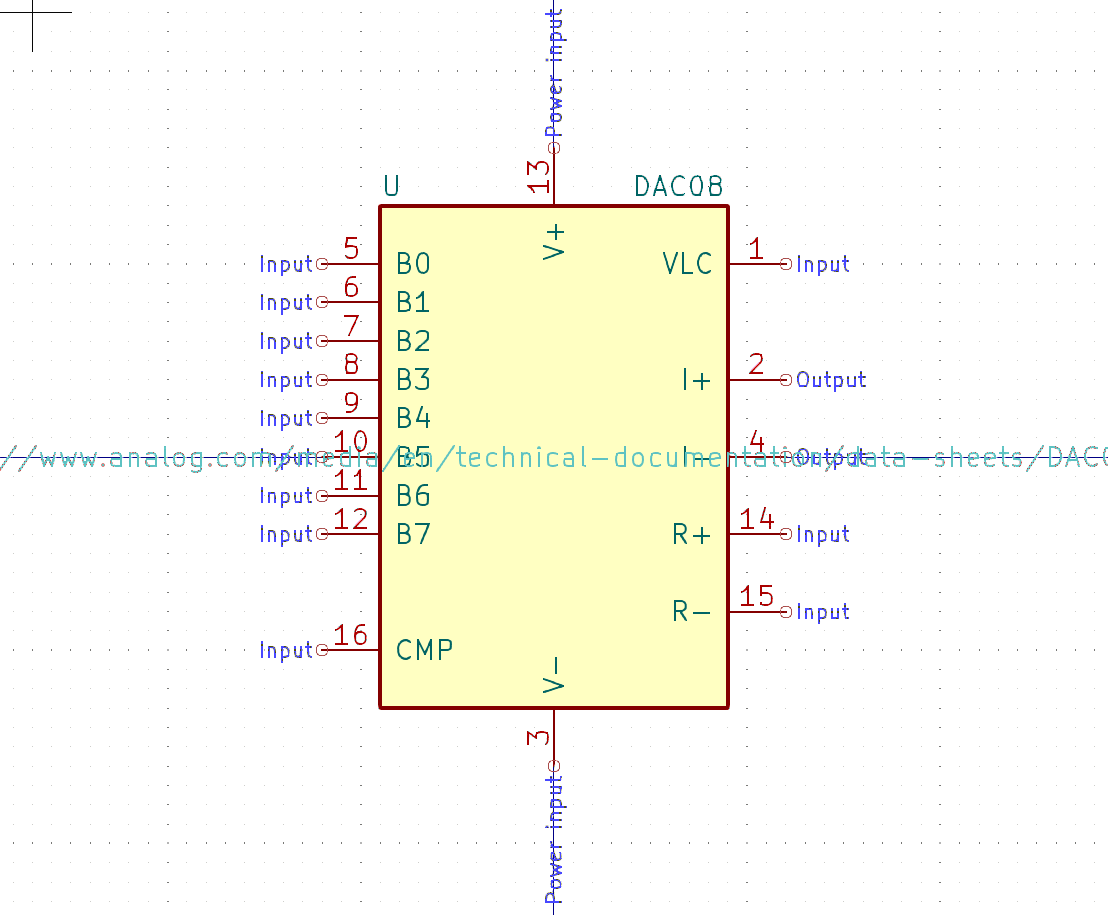 Power input
13
U DAC08
V+
Input 5 B0 VLC 1 Input
Input 6 B1
Input 7 B2
Input 8 B3 I+ 2 Output
Input 9 B4
Input 10 B5 I- 4 Output
//www.analog.com/media/en/technical-documentation/data-sheets/DAC0
Input 11 B6
Input 12 B7 R+ 14 Input
R- 15 Input
Input 16 CMP
V-
3
Power input